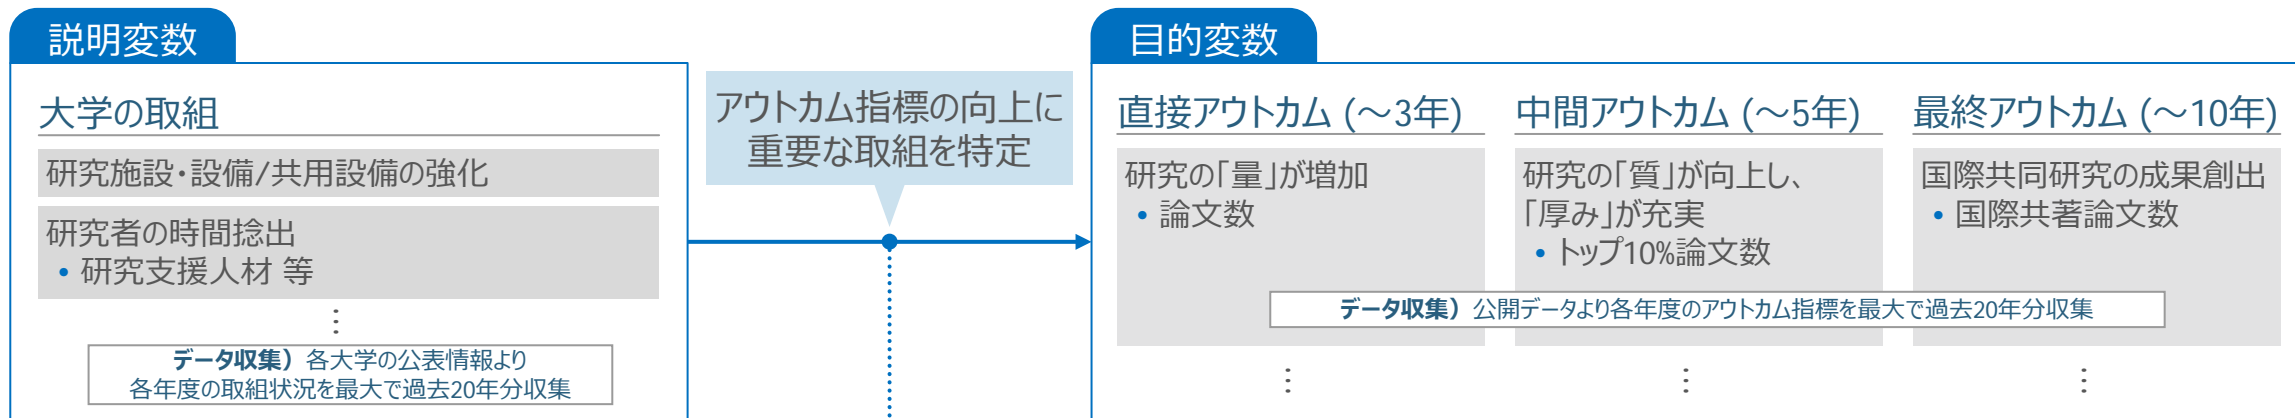 説明変数
大学の取組
研究施設・設備/共用設備の強化
研究者の時間捻出
• 研究支援人材 等
⋮
データ収集）各大学の公表情報より
各年度の取組状況を最大で過去20年分収集
アウトカム指標の向上に
重要な取組を特定
目的変数
直接アウトカム (～3年)
研究の「量」が増加
• 論文数
⋮
中間アウトカム (～5年)
研究の「質」が向上し、
「厚み」が充実
• トップ10%論文数
⋮
最終アウトカム (～10年)
国際共同研究の成果創出
• 国際共著論文数
⋮
データ収集）公開データより各年度のアウトカム指標を最大で過去20年分収集